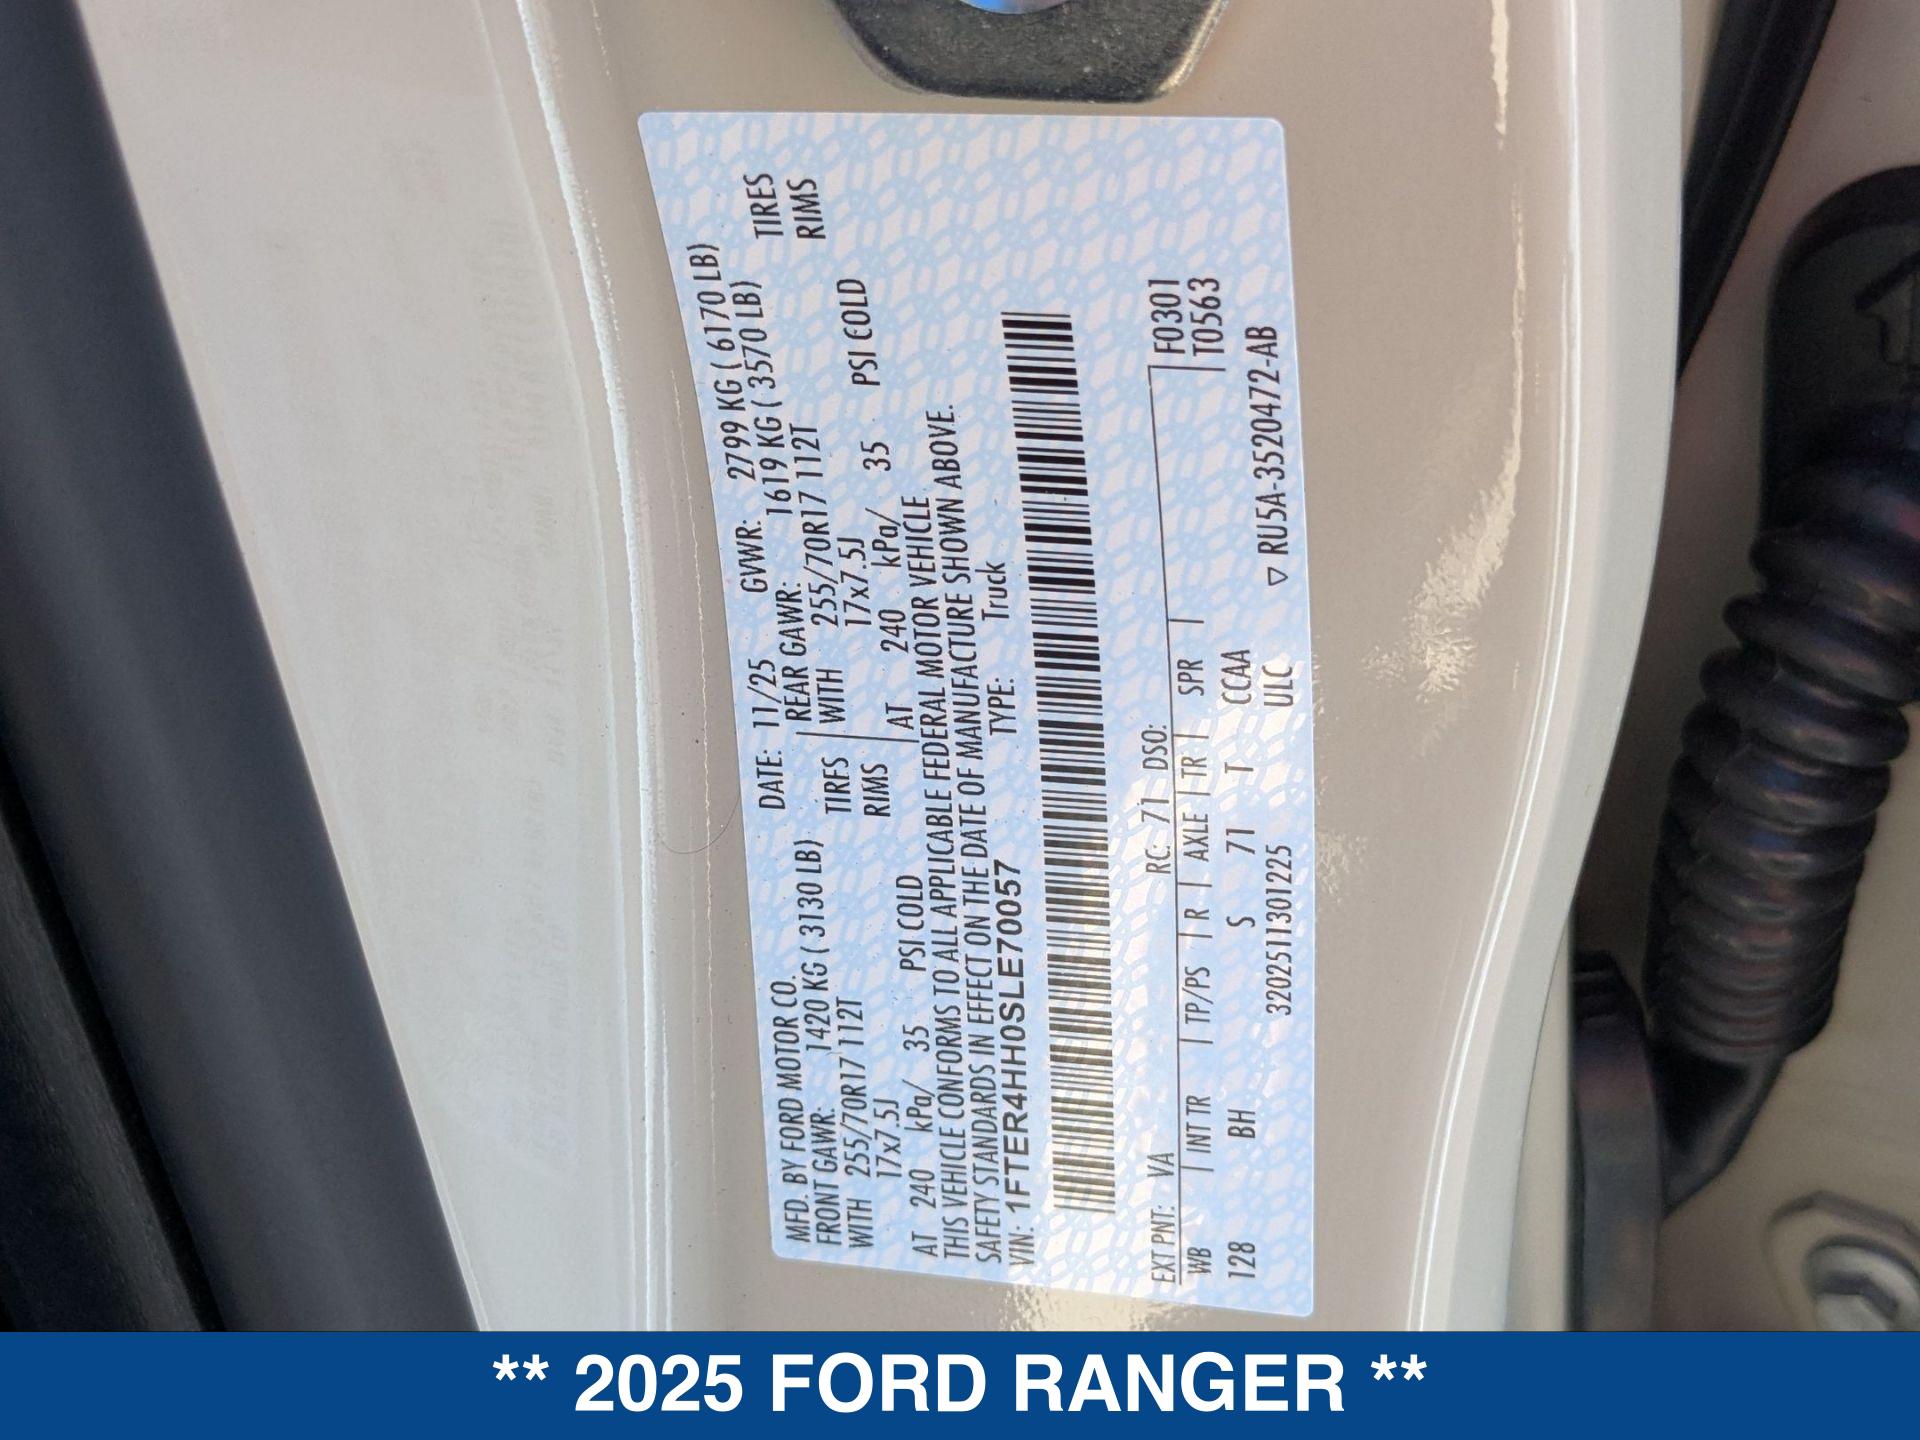 MFD. BY FORD MOTOR CO.
DATE: 11/25 GVWR: 2799 KG ( 6170 LB)
FRONT GAWR: 1420 KG ( 3130 LB) REAR GAWR: 1619 KG ( 3570 LB)
WITH 255/70R17 112T TIRES WITH 255/70R17 112T TIRES
17x7.5J RIMS 17x7.5J RIMS
AT 240 kPa/ 35 PSI COLD AT 240 kPa/ 35 PSI COLD
THIS VEHICLE CONFORMS TO ALL APPLICABLE FEDERAL MOTOR VEHICLE
SAFETY STANDARDS IN EFFECT ON THE DATE OF MANUFACTURE SHOWN ABOVE.
VIN: 1FTER4HH0SLE70057 TYPE: Truck
EXT PNT: VA RC: 71 DSO: F0301
WB INT TR TP/PS R AXLE TR SPR T0563
128 BH S 71 T CCAA
3202511301225 ULC ▽ RU5A-3520472-AB
** 2025 FORD RANGER **